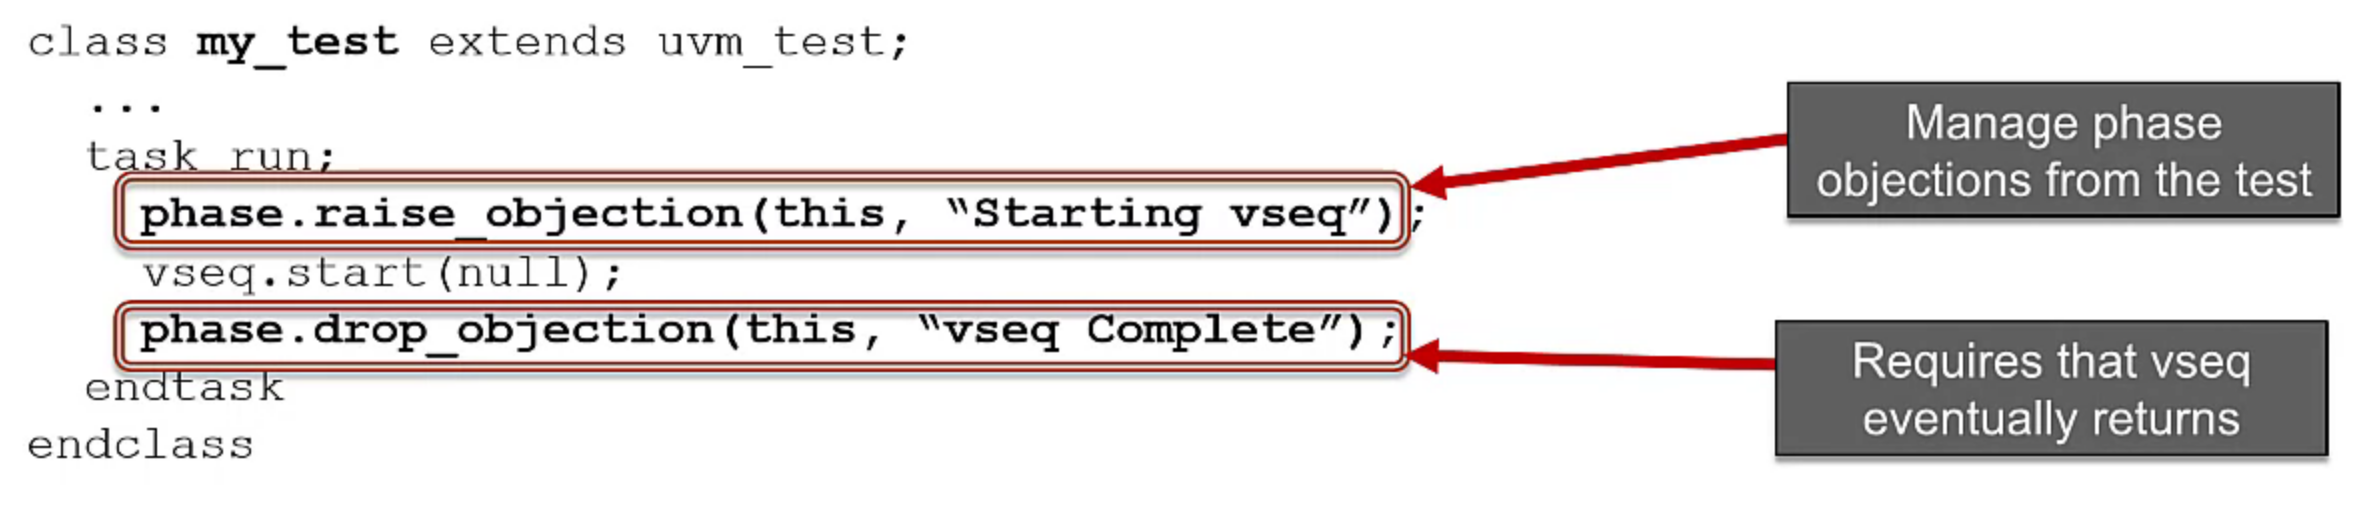 class my_test extends uvm_test;
...
task run;
phase.raise_objection(this, “Starting vseq”);
vseq.start(null);
phase.drop_objection(this, “vseq Complete”);
endtask
endclass
Manage phase
objections from the test
Requires that vseq
eventually returns